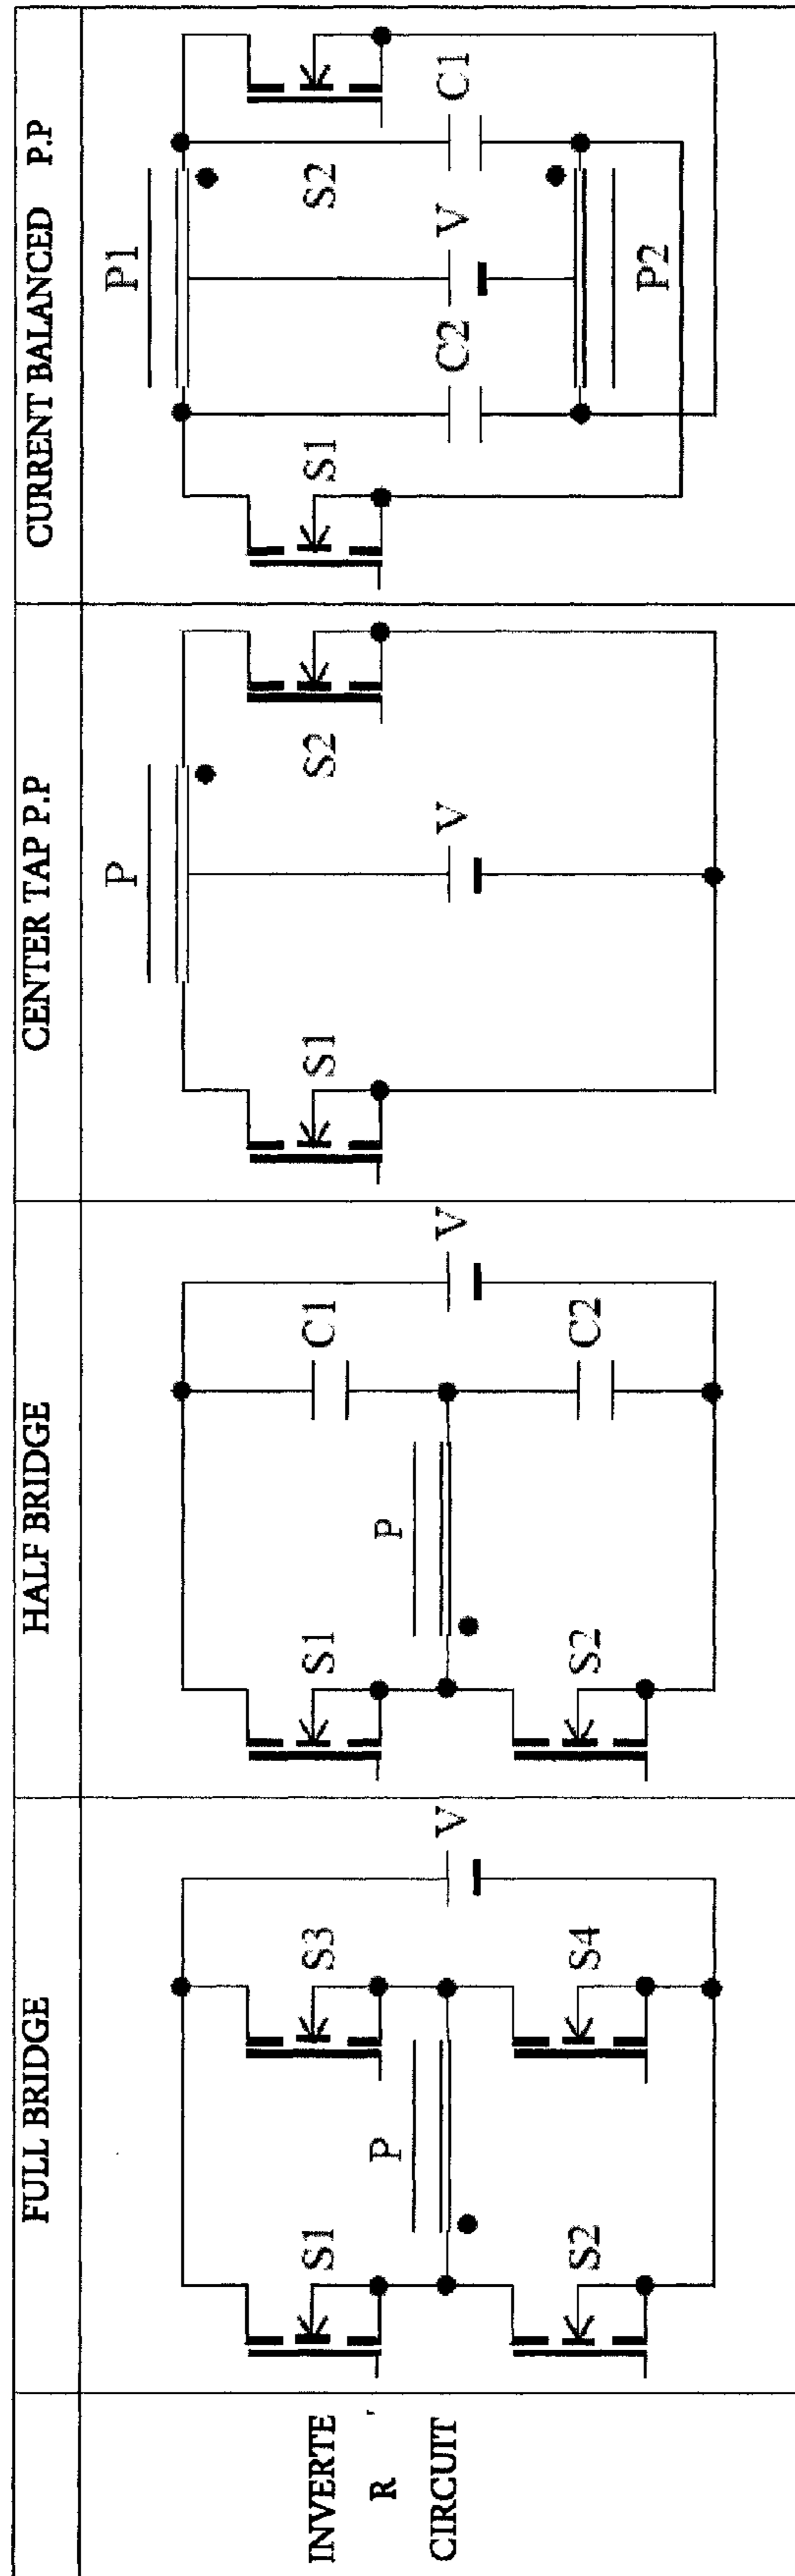 FULL BRIDGE
HALF BRIDGE
CENTER TAP P.P
CURRENT BALANCED P.P
INVERTE
R
CIRCUIT
S1
S3
P
V
S2
S4
S1
C1
P
V
S2
C2
P
S1
S2
V
P1
S1
S2
C2
V
C1
P2